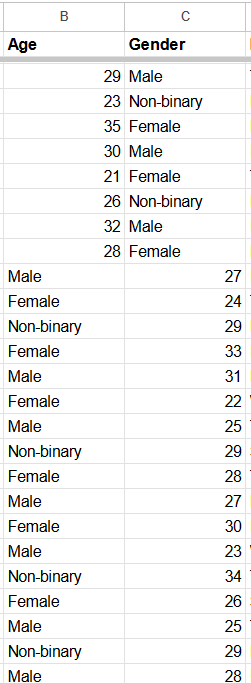 B C
Age Gender
29 Male
23 Non-binary
35 Female
30 Male
21 Female
26 Non-binary
32 Male
28 Female
Male 27
Female 24
Non-binary 29
Female 33
Male 31
Female 22
Male 25
Non-binary 29
Female 28
Male 27
Female 30
Male 23
Non-binary 34
Female 26
Male 25
Non-binary 29
Male 28